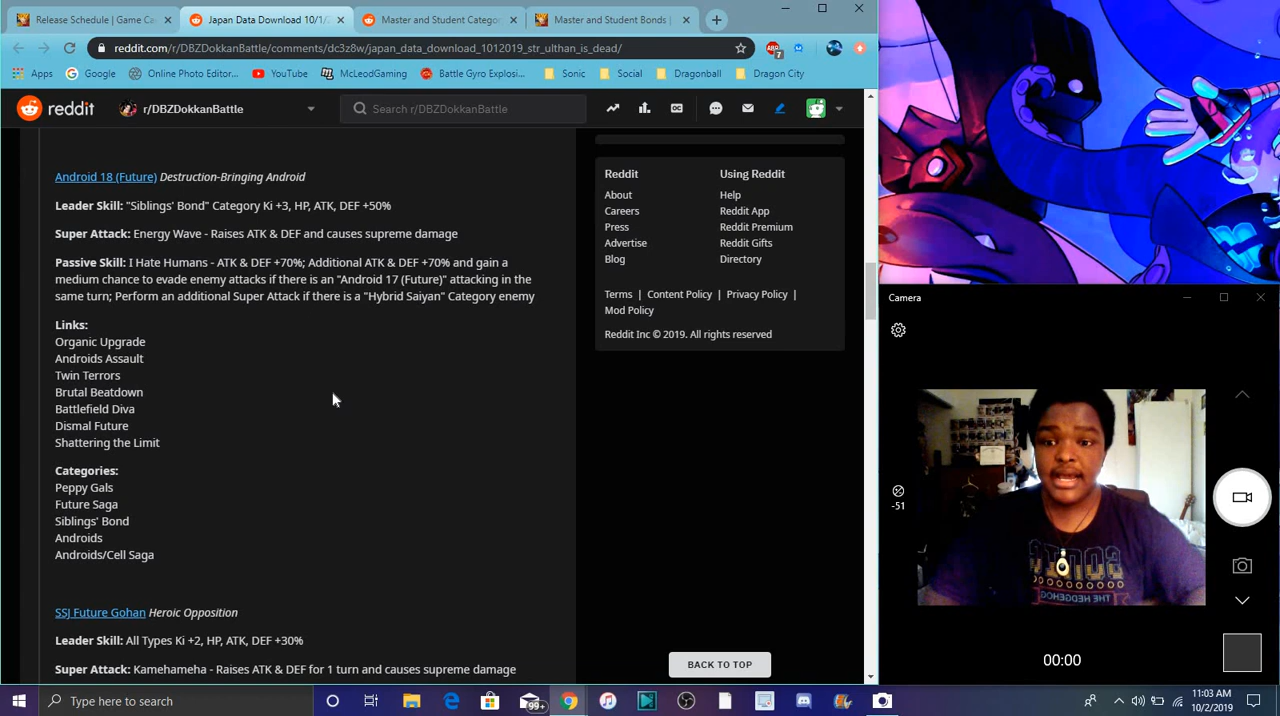 Release Schedule | Game Ca
Japan Data Download 10/1/
Master and Student Categor
Master and Student Bonds |
reddit.com/r/DBZDokkanBattle/comments/dc3z8w/japan_data_download_1012019_str_ulthan_is_dead/
7
Apps
Google
Online Photo Editor...
YouTube
McLeodGaming
Battle Gyro Explosi...
Sonic
Social
Dragonball
Dragon City
reddit
r/DBZDokkanBattle
Search r/DBZDokkanBattle
Android 18 (Future) Destruction-Bringing Android
Leader Skill: "Siblings' Bond" Category Ki +3, HP, ATK, DEF +50%
Super Attack: Energy Wave - Raises ATK & DEF and causes supreme damage
Passive Skill: I Hate Humans - ATK & DEF +70%; Additional ATK & DEF +70% and gain a
medium chance to evade enemy attacks if there is an "Android 17 (Future)" attacking in the
same turn; Perform an additional Super Attack if there is a "Hybrid Saiyan" Category enemy
Links:
Organic Upgrade
Androids Assault
Twin Terrors
Brutal Beatdown
Battlefield Diva
Dismal Future
Shattering the Limit
Categories:
Peppy Gals
Future Saga
Siblings' Bond
Androids
Androids/Cell Saga
SSJ Future Gohan Heroic Opposition
Leader Skill: All Types Ki +2, HP, ATK, DEF +30%
Super Attack: Kamehameha - Raises ATK & DEF for 1 turn and causes supreme damage
Reddit
Using Reddit
About
Help
Careers
Reddit App
Press
Reddit Premium
Advertise
Reddit Gifts
Blog
Directory
Terms | Content Policy | Privacy Policy |
Mod Policy
Reddit Inc © 2019. All rights reserved
BACK TO TOP
Camera
-51
SONIC
THE HEDGEHOG
00:00
Type here to search
99+
11:03 AM
10/2/2019